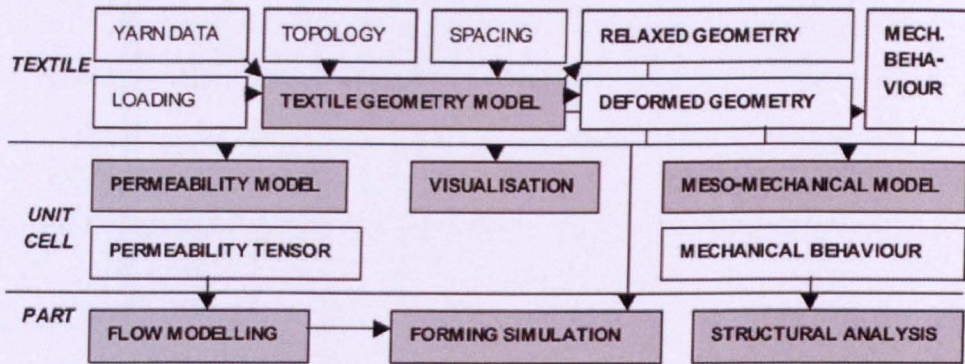 YARN DATA
TOPOLOGY
SPACING
RELAXED GEOMETRY
MECH.
BEHA-
VIOUR
TEXTILE
LOADING
TEXTILE GEOMETRY MODEL
DEFORMED GEOMETRY
PERMEABILITY MODEL
VISUALISATION
MESO-MECHANICAL MODEL
UNIT
CELL
PERMEABILITY TENSOR
MECHANICAL BEHAVIOUR
PART
FLOW MODELLING
FORMING SIMULATION
STRUCTURAL ANALYSIS